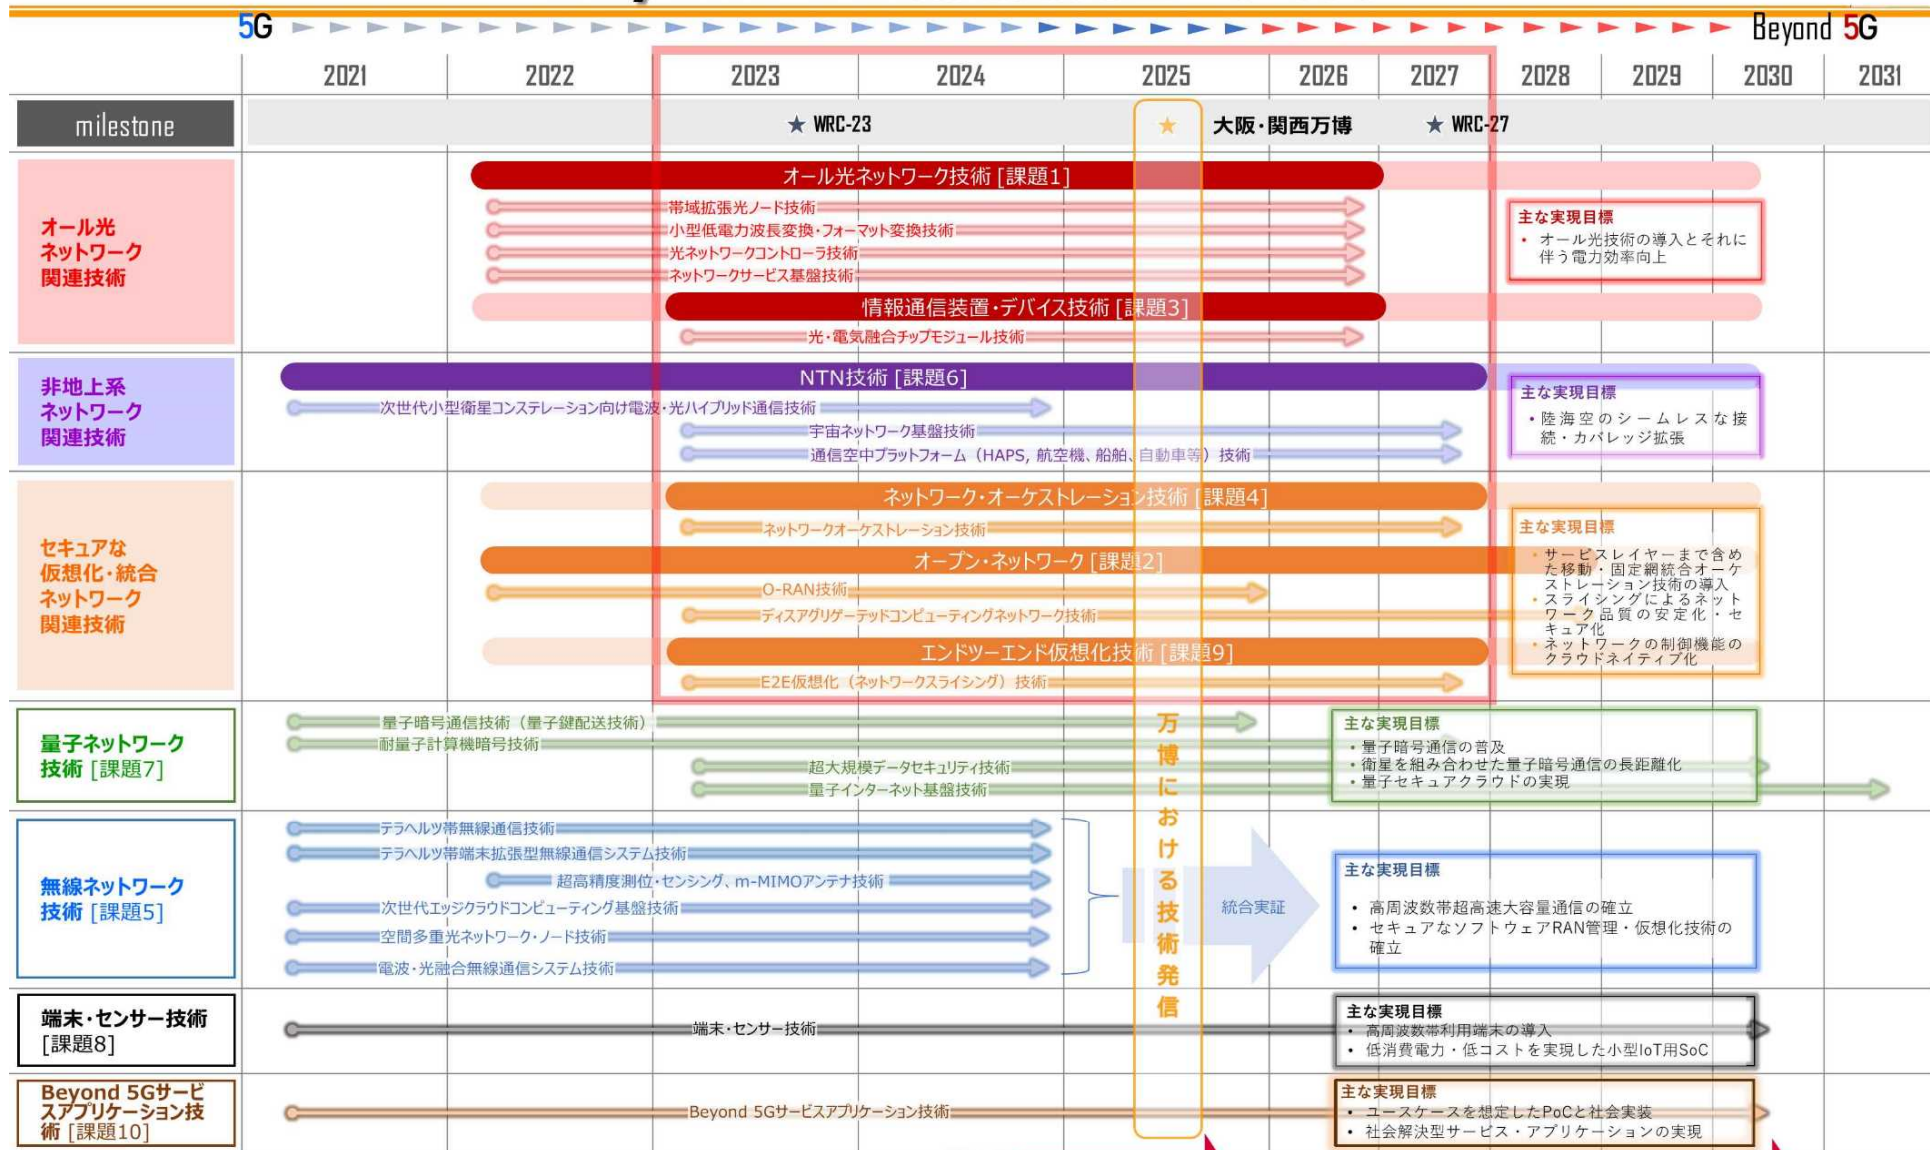 5G
Beyond 5G
2021
2022
2023
2024
2025
2026
2027
2028
2029
2030
2031
milestone
★ WRC-23
★
大阪・関西万博
★ WRC-27
オール光
ネットワーク
関連技術
オール光ネットワーク技術 [課題1]
帯域拡張光ノード技術
小型低電力波長変換・フォーマット変換技術
光ネットワークコントローラ技術
ネットワークサービス基盤技術
情報通信装置・デバイス技術 [課題3]
光・電気融合チップモジュール技術
主な実現目標
• オール光技術の導入とそれに
伴う電力効率向上
非地上系
ネットワーク
関連技術
NTN技術 [課題6]
次世代小型衛星コンステレーション向け電波・光ハイブリッド通信技術
宇宙ネットワーク基盤技術
通信空中プラットフォーム（HAPS, 航空機、船舶、自動車等）技術
主な実現目標
• 陸海空のシームレスな接
続・カバレッジ拡張
セキュアな
仮想化・統合
ネットワーク
関連技術
ネットワーク・オーケストレーション技術 [課題4]
ネットワークオーケストレーション技術
オープン・ネットワーク [課題2]
O-RAN技術
ディスアグリゲーテッドコンピューティングネットワーク技術
エンドツーエンド仮想化技術 [課題9]
E2E仮想化（ネットワークスライシング）技術
主な実現目標
• サービスレイヤーまで含め
た移動・固定網統合オーケ
ストレーション技術の導入
• スライシングによるネット
ワーク品質の安定化・セ
キュア化
• ネットワークの制御機能の
クラウドネイティブ化
量子ネットワーク
技術 [課題7]
量子暗号通信技術（量子鍵配送技術）
耐量子計算機暗号技術
超大規模データセキュリティ技術
量子インターネット基盤技術
主な実現目標
• 量子暗号通信の普及
• 衛星を組み合わせた量子暗号通信の長距離化
• 量子セキュアクラウドの実現
万博における技術発信
無線ネットワーク
技術 [課題5]
テラヘルツ帯無線通信技術
テラヘルツ帯端末拡張型無線通信システム技術
超高精度測位・センシング、m-MIMOアンテナ技術
次世代エッジクラウドコンピューティング基盤技術
空間多重光ネットワーク・ノード技術
電波・光融合無線通信システム技術
統合実証
主な実現目標
• 高周波数帯超高速大容量通信の確立
• セキュアなソフトウェアRAN管理・仮想化技術の
確立
端末・センサー技術
[課題8]
端末・センサー技術
主な実現目標
• 高周波数帯利用端末の導入
• 低消費電力・低コストを実現した小型IoT用SoC
Beyond 5Gサービ
スアプリケーション技
術 [課題10]
Beyond 5Gサービスアプリケーション技術
主な実現目標
• ユースケースを想定したPoCと社会実装
• 社会解決型サービス・アプリケーションの実現